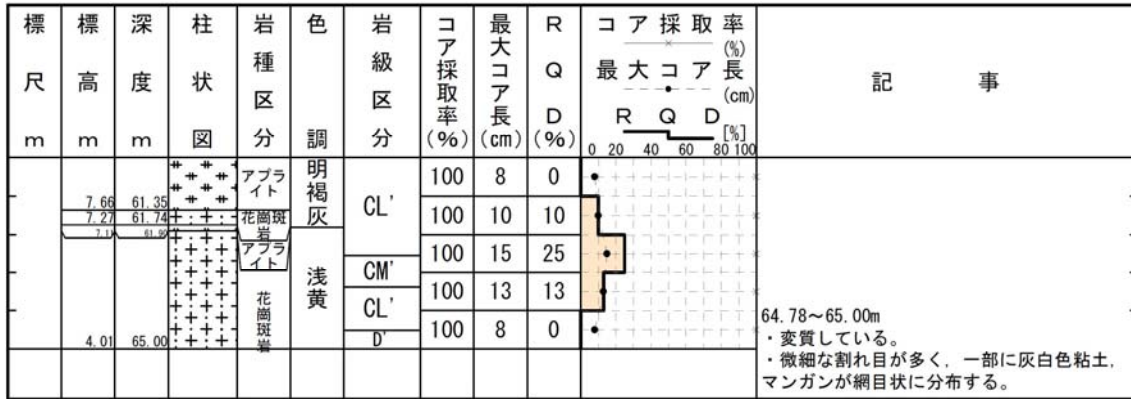 標尺m
標高m
深度m
柱状図
岩種区分
色調
岩級区分
コア採取率(%)
最大コア長(cm)
RQD(%)
コア採取率
(%)
最大コア長
(cm)
RQD
[%]
0 20 40 60 80 100
記事
アプライト
明褐灰
CL'
100 8 0
7.66 61.35
花崗斑岩
100 10 10
7.27 61.74
アプライト
浅黄
100 15 25
CM'
花崗斑岩
100 13 13
CL'
100 8 0
D'
4.01 65.00
64.78～65.00m
・変質している。
・微細な割れ目が多く，一部に灰白色粘土，
マンガンが網目状に分布する。